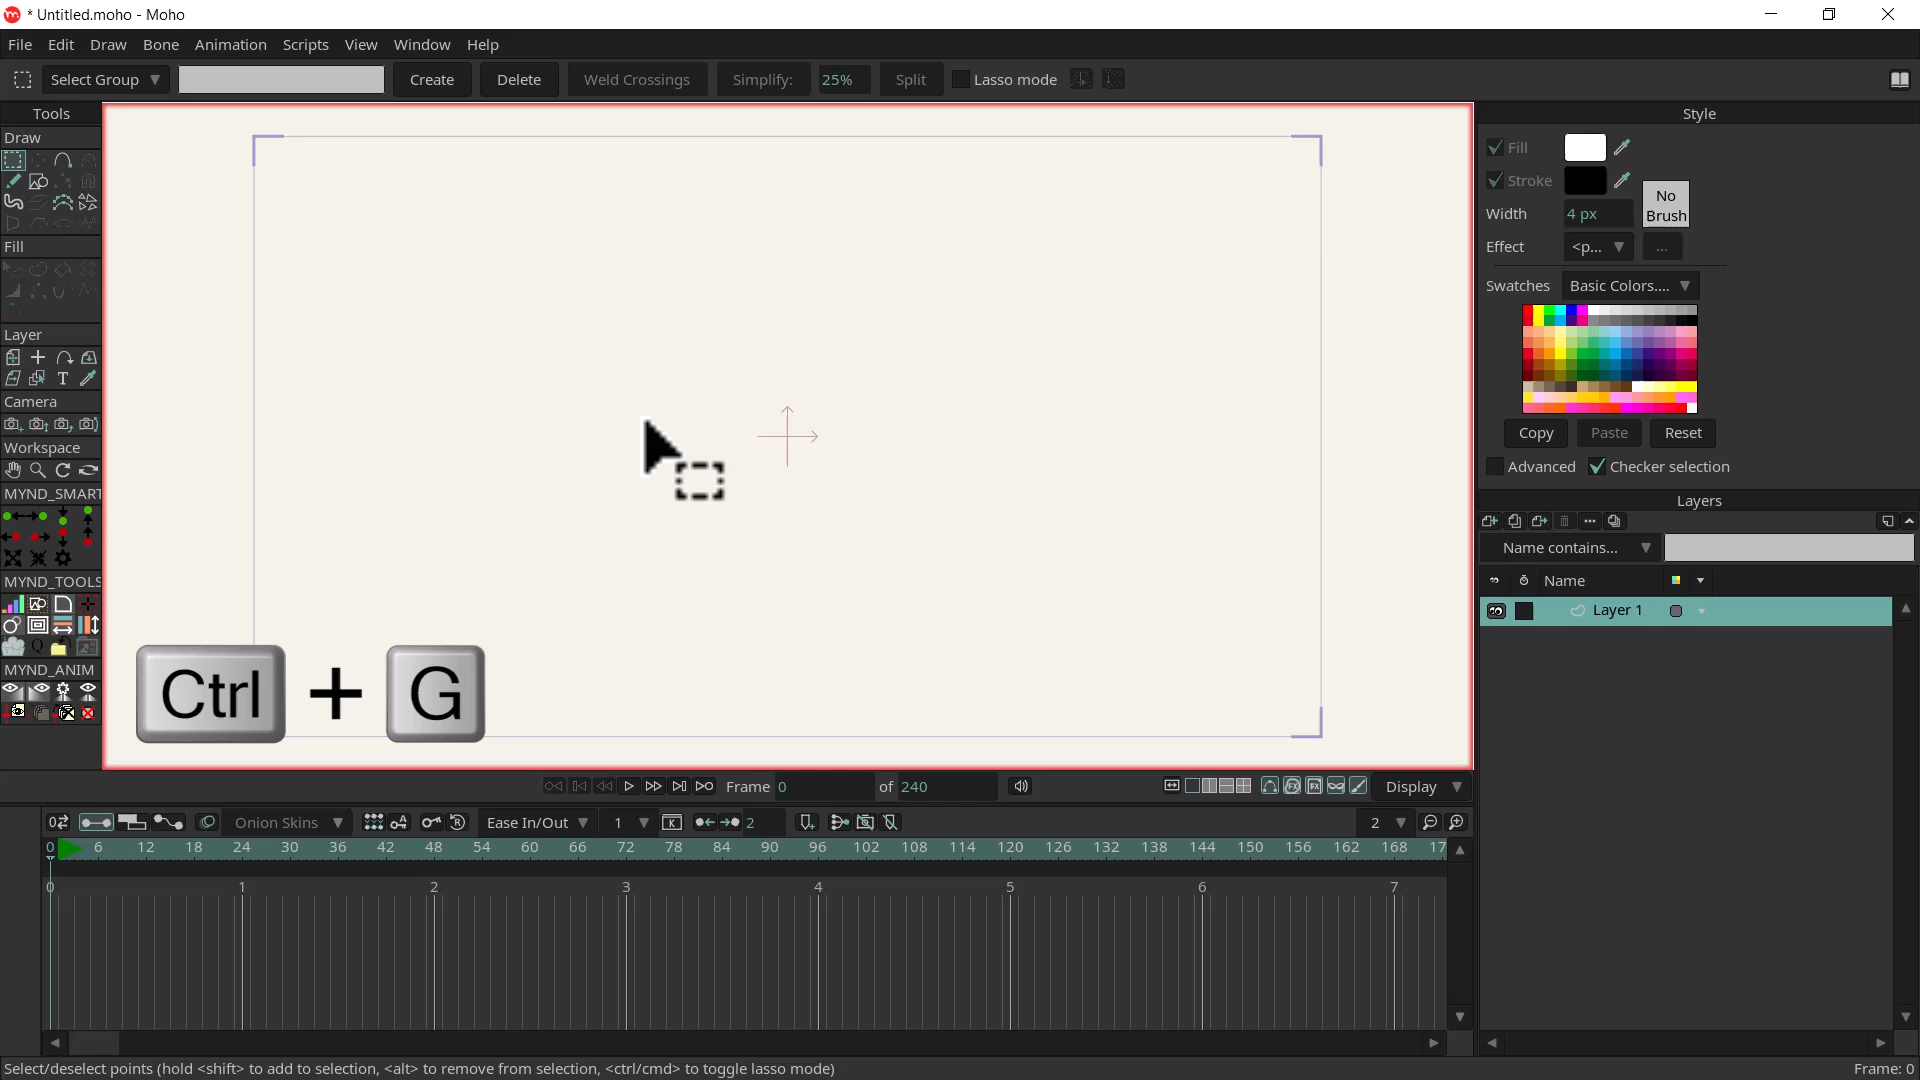 * Untitled.moho - Moho
File Edit Draw Bone Animation Scripts View Window Help
Select Group Create Delete Weld Crossings Simplify: 25% Split Lasso mode
Tools
Draw
Fill
Layer
T
Camera
Workspace
MYND_SMART
MYND_TOOLS
Q
MYND_ANIM
Ctrl + G
Style
Fill
Stroke
No Brush
Width 4 px
Effect <p... ...
Swatches Basic Colors....
Copy Paste Reset
Advanced Checker selection
Layers
Name contains...
Name
Layer 1
Frame 0 of 240 Display
Onion Skins Ease In/Out 1 K 2 2
0 6 12 18 24 30 36 42 48 54 60 66 72 78 84 90 96 102 108 114 120 126 132 138 144 150 156 162 168 17
0 1 2 3 4 5 6 7
Select/deselect points (hold <shift> to add to selection, <alt> to remove from selection, <ctrl/cmd> to toggle lasso mode) Frame: 0